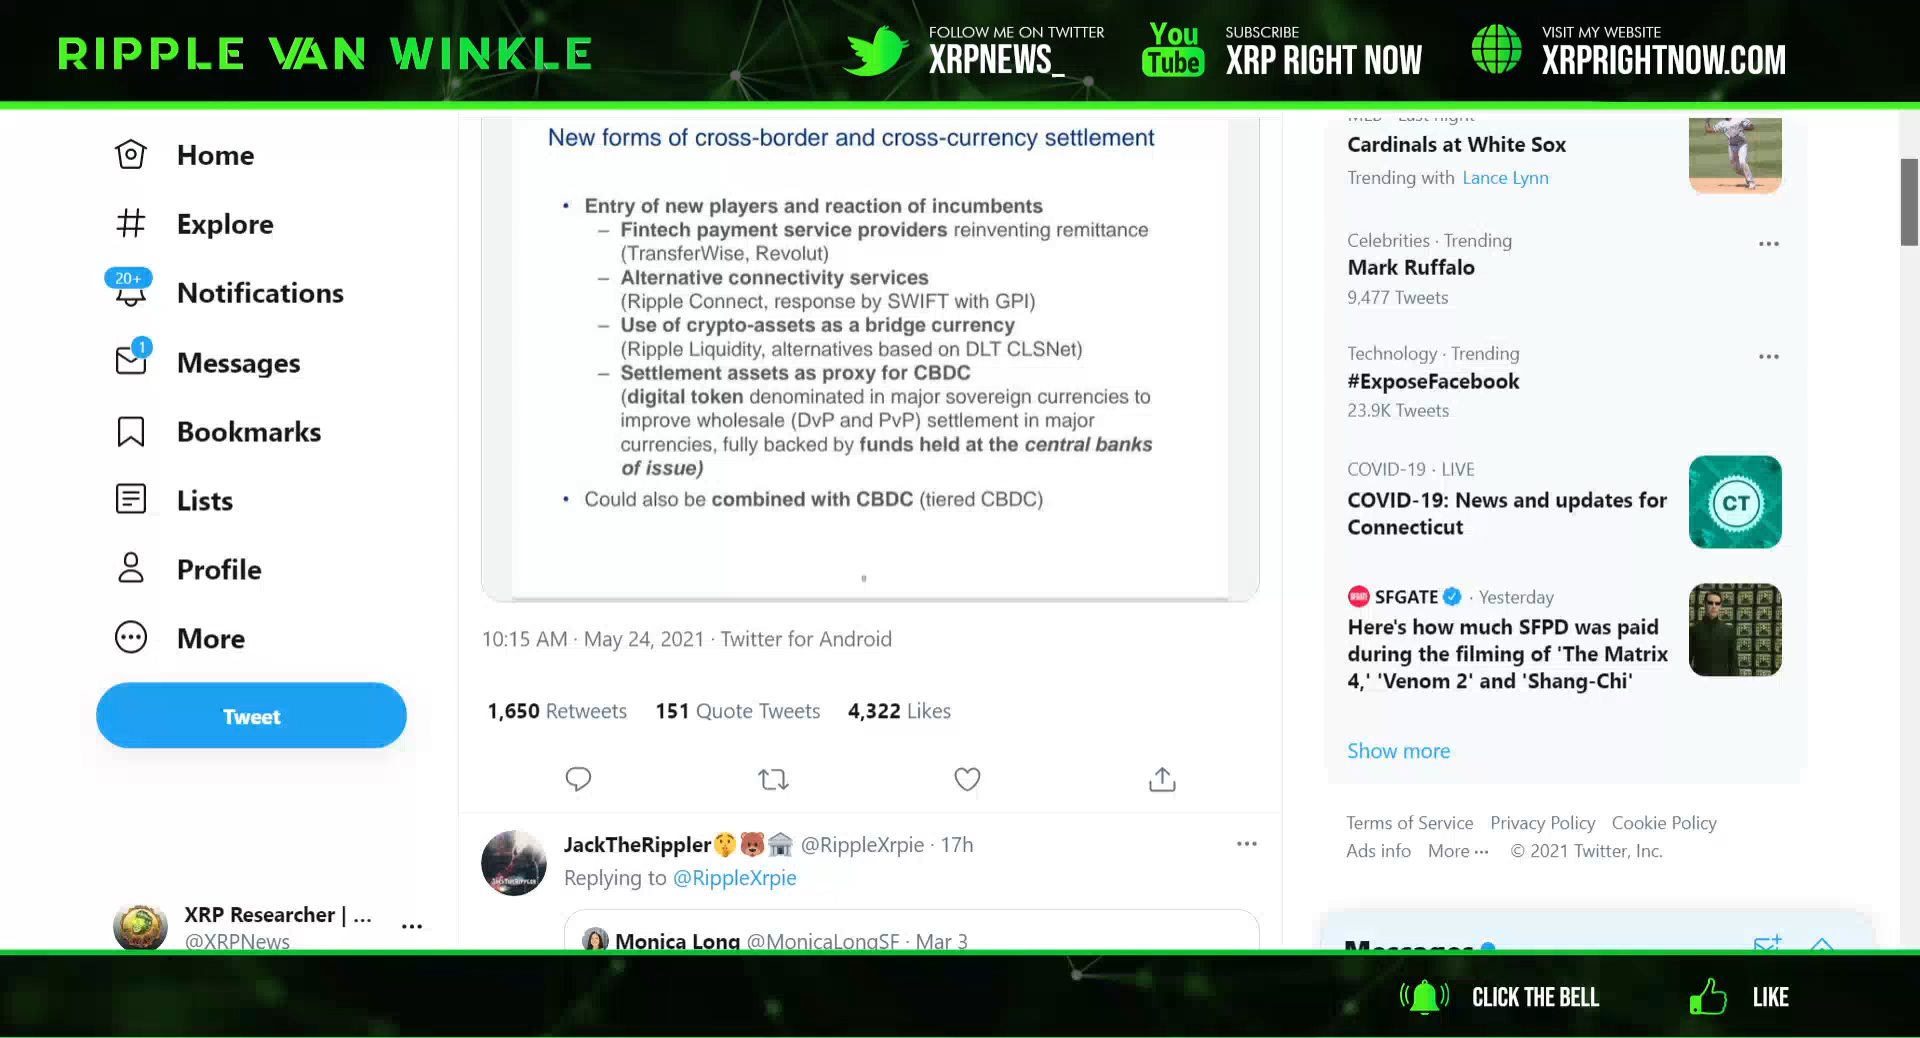 RIPPLE VAN WINKLE
FOLLOW ME ON TWITTER
XRPNEWS_
You
Tube
SUBSCRIBE
XRP RIGHT NOW
VISIT MY WEBSITE
XRPRIGHTNOW.COM
Home
Explore
20+
Notifications
1
Messages
Bookmarks
Lists
Profile
More
Tweet
XRP Researcher | ...
@XRPNews
New forms of cross-border and cross-currency settlement
• Entry of new players and reaction of incumbents
– Fintech payment service providers reinventing remittance
(TransferWise, Revolut)
– Alternative connectivity services
(Ripple Connect, response by SWIFT with GPI)
– Use of crypto-assets as a bridge currency
(Ripple Liquidity, alternatives based on DLT CLSNet)
– Settlement assets as proxy for CBDC
(digital token denominated in major sovereign currencies to
improve wholesale (DvP and PvP) settlement in major
currencies, fully backed by funds held at the central banks
of issue)
• Could also be combined with CBDC (tiered CBDC)
10:15 AM · May 24, 2021 · Twitter for Android
1,650 Retweets 151 Quote Tweets 4,322 Likes
JackTheRippler🤫🐻🏛️ @RippleXrpie · 17h
Replying to @RippleXrpie
Monica Long @MonicaLongSF · Mar 3
MLB · Last night
Cardinals at White Sox
Trending with Lance Lynn
Celebrities · Trending
Mark Ruffalo
9,477 Tweets
Technology · Trending
#ExposeFacebook
23.9K Tweets
COVID-19 · LIVE
COVID-19: News and updates for
Connecticut
CT
SFGATE · Yesterday
Here's how much SFPD was paid
during the filming of 'The Matrix
4,' 'Venom 2' and 'Shang-Chi'
Show more
Terms of Service Privacy Policy Cookie Policy
Ads info More ··· © 2021 Twitter, Inc.
Messages
CLICK THE BELL
LIKE